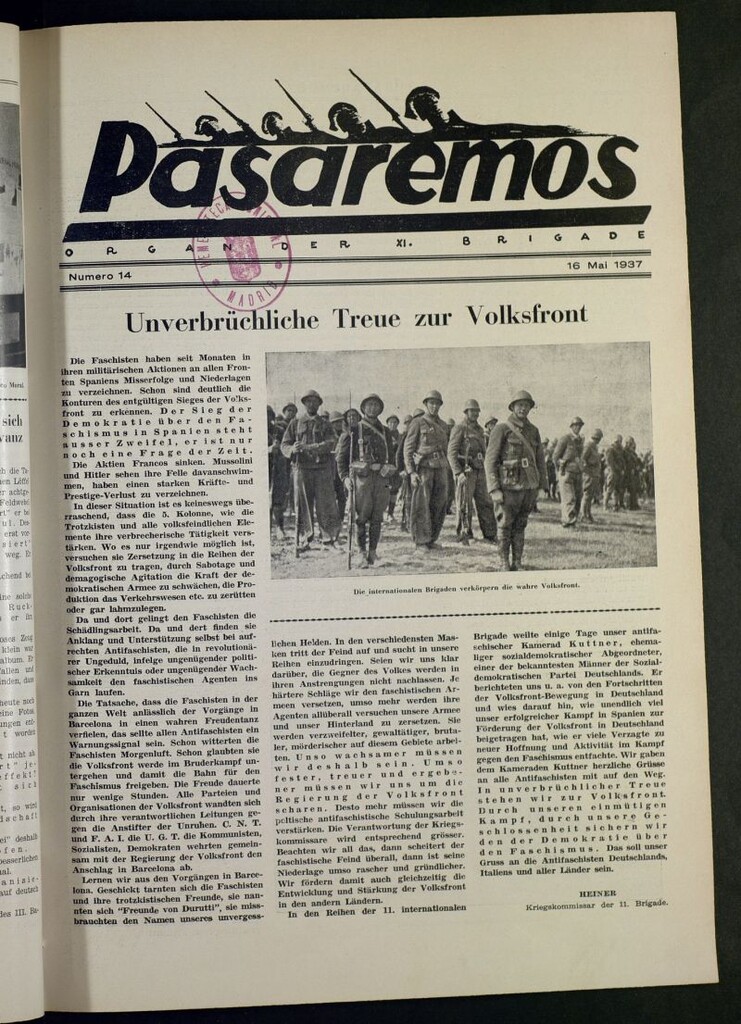 Pasaremos
ORGAN DER XI. BRIGADE
HEMEROTECA MUNICIPAL
MADRID
Numero 14
16 Mai 1937
Unverbrüchliche Treue zur Volksfront
Die Faschisten haben seit Monaten in
ihren militärischen Aktionen an allen Fron-
ten Spaniens Misserfolge und Niederlagen
zu verzeichnen. Schon sind deutlich die
Konturen des entgültigen Sieges der Volks-
front zu erkennen. Der Sieg der
Demokratie über den Fa-
schismus in Spanien steht
ausser Zweifel, er ist nur
noch eine Frage der Zeit.
Die Aktien Francos sinken. Mussolini
und Hitler sehen ihre Felle davanschwim-
men, haben einen starken Kräfte- und
Prestige-Verlust zu verzeichen.
In dieser Situation ist es keineswegs übe-
rraschend, dass die 5. Kolonne, wie die
Trotzkisten und alle volksfeindlichen Ele-
mente ihre verbrecherische Tätigkeit vers-
tärken. Wo es nur irgendwie möglich ist,
versuchen sie Zersetzung in die Reihen der
Volksfront zu tragen, durch Sabotage und
demagogische Agitation die Kraft der de-
mokratischen Armee zu schwächen, die Pro-
duktion das Verkehrswesen etc. zu zerütten
oder gar lahmzulegen.
Da und dort gelingt den Faschisten die
Schädlingsarbeit. Da und dert finden sie
Anklang und Unterstützung selbst bei auf-
rechten Antifaschisten, die in revolutionä-
rer Ungeduld, infelge ungenügender politi-
scher Erkenntuis oder ungenügender Wach-
samkeit den faschistischen Agenten ins
Garn laufen.
Die Tatsache, dass die Faschisten in der
ganzen Welt anlässlich der Vorgänge in
Barcelona in einen wahren Freudentanz
verfielen, das sellte allen Antifaschisten ein
Warnungssignal sein. Schon witterten die
Faschisten Morgenluft. Schon glaubten sie
die Volksfront werde im Bruderkampf un-
tergehen und damit die Bahn für den
Faschismus freigeben. Die Freude dauerte
nur wenige Stunden. Alle Parteien und
Organisationen der Volksfront wandten sich
durch ihre verantwortlichen Leitungen ge-
gen die Anstifter der Unruhen. C. N. T.
und F. A. I. die U. G. T. die Kommunisten,
Sozialisten, Demokraten wehrten gemein-
sam mit der Regierung der Volksfront den
Anschlag in Barcelona ab.
Lernen wir aus den Vorgängen in Barce-
lona. Geschickt tarnten sich die Faschisten
und ihre trotzkistischen Freunde, sie nan-
nten sich "Freunde von Durutti", sie miss-
brauchten den Namen unseres unvergess-
Die internationalen Brigaden verkörpern die wahre Volksfront.
lichen Helden. In den verschiedensten Mas-
ken tritt der Feind auf und sucht in unsere
Reihen einzudringen. Seien wir uns klar
darüber, die Gegner des Volkes werden in
ihren Anstrengungen nicht nachlassen. Je
härtere Schläge wir den faschistischen Ar-
meen versetzen, umso mehr werden ihre
Agenten allüberall versuchen unsere Armee
und unser Hinterland zu zersetzen. Sie
werden verzweifelter, gewaltätiger, bruta-
ler, mörderischer auf diesem Gebiete arbei-
ten. Unso wachsamer müssen
wir deshalb sein. Umso
fester, treuer und ergebe-
ner müssen wir uns um die
Regierung der Volksfront
scharen. Desto mehr müssen wir die
politische antifaschistische Schulungsarbeit
verstärken. Die Verantwortung der Kriegs-
kommissare wird entsprechend grösser.
Beachten wir all das, dann scheitert der
faschistische Feind überall, dann ist seine
Niederlage umso rascher und gründlicher.
Wir fördern damit auch gleichzeitig die
Entwicklung und Stärkung der Volksfront
in den andern Ländern.
In den Reihen der 11. internationalen
Brigade weilte einige Tage unser antifa-
schischer Kamerad Kuttner, ehema-
liger sozialdemokratischer Abgeordneter,
einer der bekanntesten Männer der Sozial-
demokratischen Partei Deutschlands. Er
berichteten uns u. a. von den Fortschritten
der Volksfront-Bewegung in Deutschland
und wies darauf hin, wie unendlich viel
unser erfolgreicher Kampf in Spanien zur
Förderung der Volksfront in Deutschland
beigetragen hat, wie er viele Verzagte zu
neuer Hoffnung und Aktivität im Kampf
gegen den Faschismus entfachte. Wir gaben
dem Kameraden Kuttner herzliche Grüsse
an alle Antifaschisten mit auf den Weg.
In unverbrüchlicher Treue
stehen wir zur Volksfront.
Durch unseren einmütigen
Kampf, durch unsere Ge-
schlossenheit sichern wir
den der Demokratie über
den Faschismus. Das soll unser
Gruss an die Antifaschisten Deutschlands,
Italiens und aller Länder sein.
HEINER
Kriegskommissar der 11. Brigade.